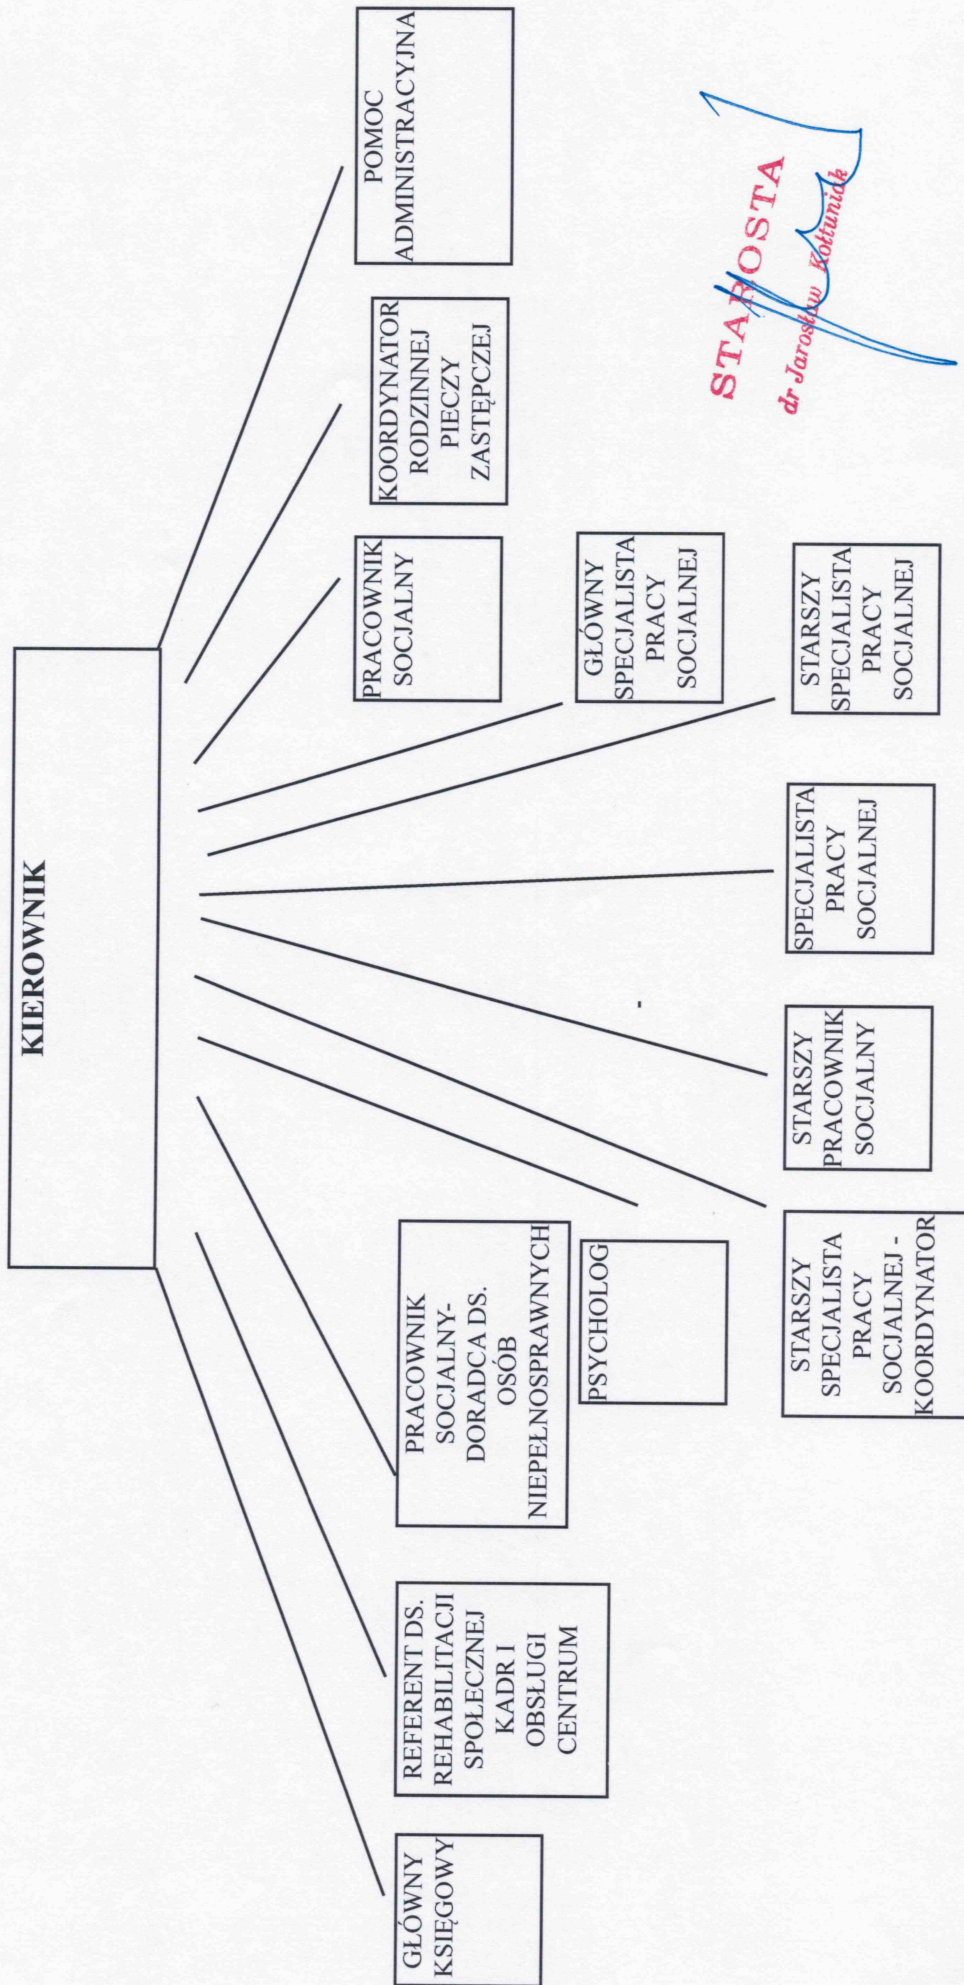 KIEROWNIK
GŁÓWNY
KSIĘGOWY
REFERENT DS.
REHABILITACJI
SPOŁECZNEJ
KADR I
OBSŁUGI
CENTRUM
PRACOWNIK
SOCJALNY-
DORADCA DS.
OSÓB
NIEPEŁNOSPRAWNYCH
PSYCHOLOG
STARSZY
SPECJALISTA
PRACY
SOCJALNEJ -
KOORDYNATOR
STARSZY
PRACOWNIK
SOCJALNY
SPECJALISTA
PRACY
SOCJALNEJ
STARSZY
SPECJALISTA
PRACY
SOCJALNEJ
GŁÓWNY
SPECJALISTA
PRACY
SOCJALNEJ
PRACOWNIK
SOCJALNY
KOORDYNATOR
RODZINNEJ
PIECZY
ZASTĘPCZEJ
POMOC
ADMINISTRACYJNA
STAROSTA
dr Jarosław Kołtuniak